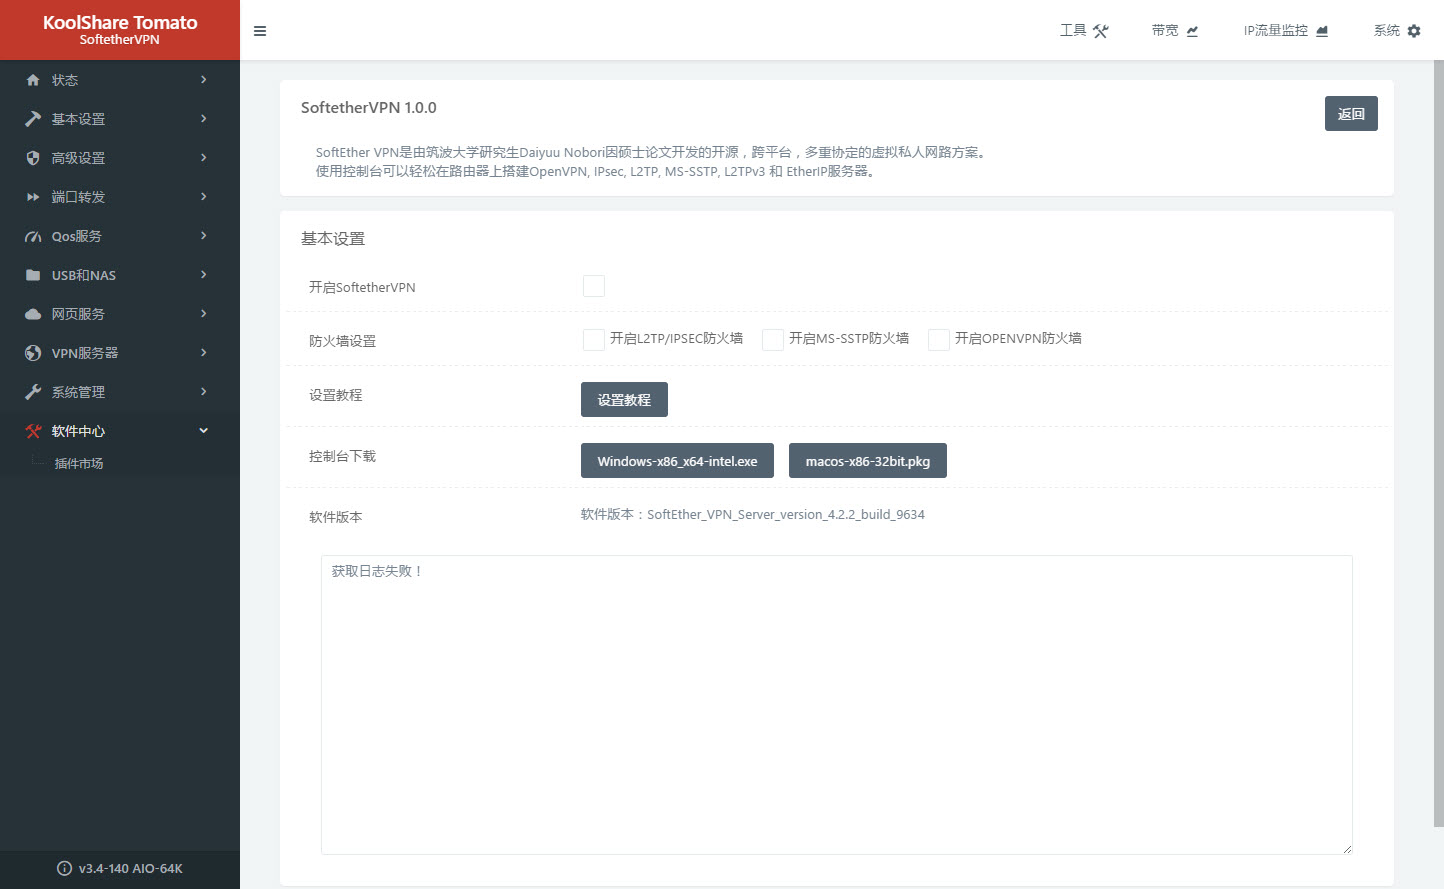 KoolShare Tomato
SoftetherVPN
工具
带宽
IP流量监控
系统
状态
基本设置
高级设置
端口转发
Qos服务
USB和NAS
网页服务
VPN服务器
系统管理
软件中心
插件市场
v3.4-140 AIO-64K
SoftetherVPN 1.0.0
返回
SoftEther VPN是由筑波大学研究生Daiyuu Nobori因硕士论文开发的开源，跨平台，多重协定的虚拟私人网路方案。
使用控制台可以轻松在路由器上搭建OpenVPN, IPsec, L2TP, MS-SSTP, L2TPv3 和 EtherIP服务器。
基本设置
开启SoftetherVPN
防火墙设置 开启L2TP/IPSEC防火墙 开启MS-SSTP防火墙 开启OPENVPN防火墙
设置教程 设置教程
控制台下载 Windows-x86_x64-intel.exe macos-x86-32bit.pkg
软件版本 软件版本：SoftEther_VPN_Server_version_4.2.2_build_9634
获取日志失败！